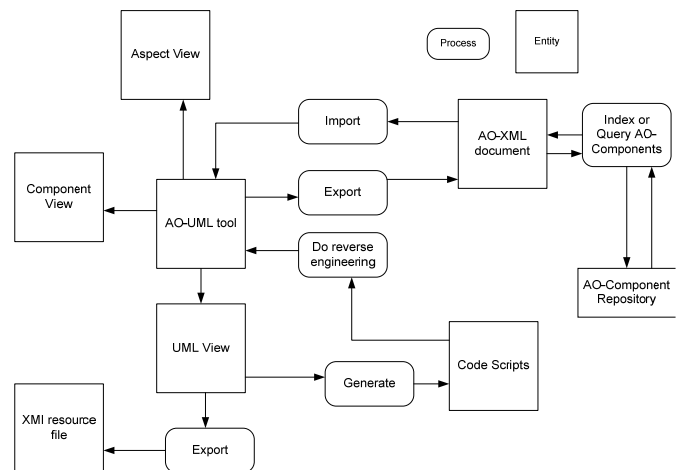 Aspect View
Process
Entity
Import
AO-XML
document
Index or
Query AO-
Components
Component
View
AO-UML tool
Export
Do reverse
engineering
AO-Component
Repository
UML View
Generate
Code Scripts
XMI resource
file
Export